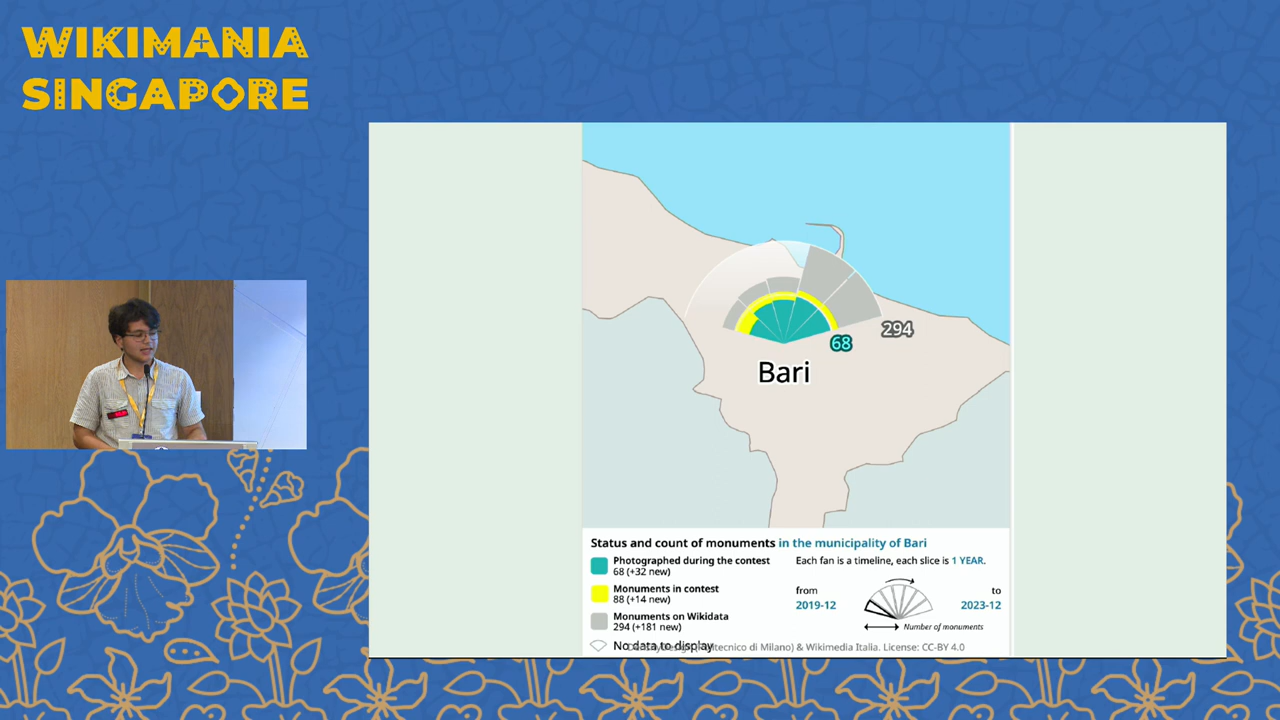 WIKIMANIA
SINGAPORE
294
68
Bari
Status and count of monuments in the municipality of Bari
Photographed during the contest
68 (+32 new)
Monuments in contest
88 (+14 new)
Monuments on Wikidata
294 (+181 new)
No data to display
Each fan is a timeline, each slice is 1 YEAR.
from
2019-12
to
2023-12
Number of monuments
di Milano) & Wikimedia Italia. License: CC-BY 4.0